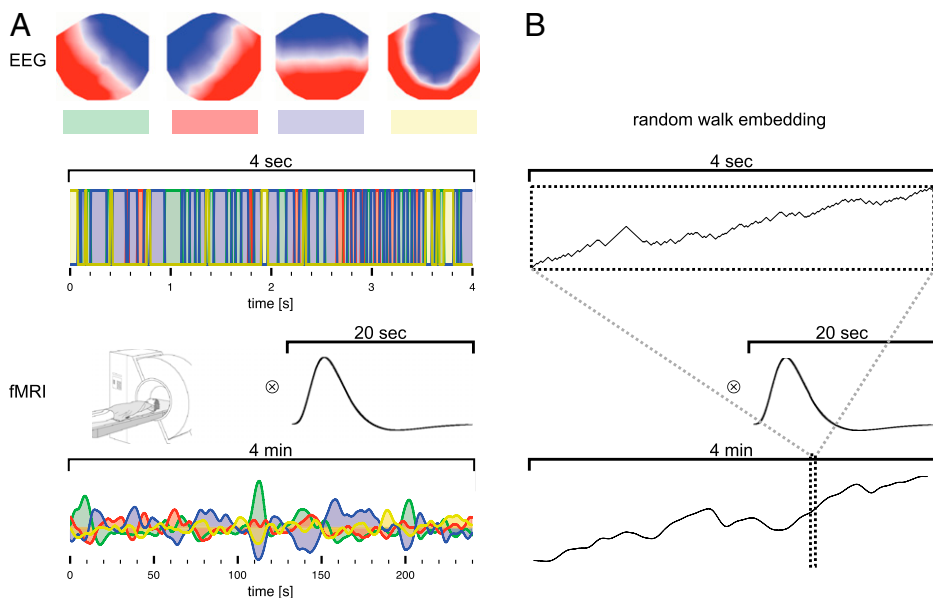 A
B
EEG
random walk embedding
4 sec
4 sec
0 1 2 3 4
time [s]
20 sec
20 sec
fMRI
⊗
⊗
4 min
4 min
0 50 100 150 200
time [s]